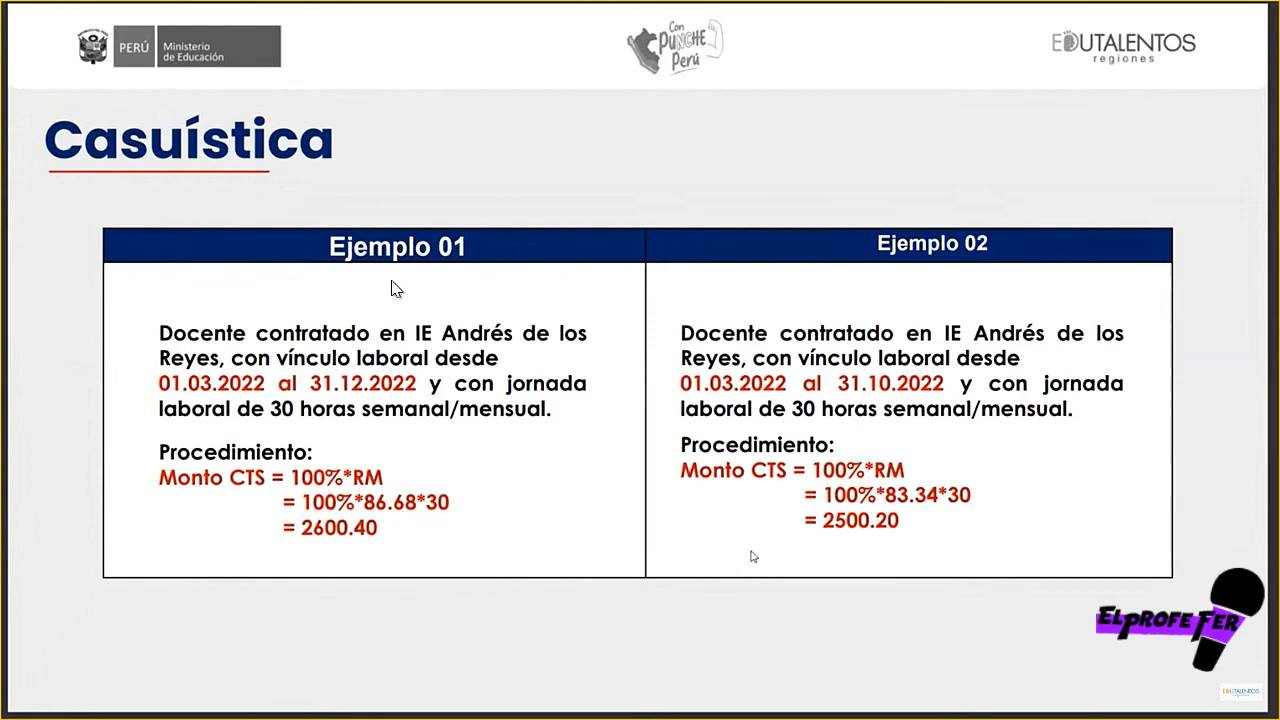 PERÚ
Ministerio
de Educación
Con
PUNCHE
Perú
EDUTALENTOS
regiones
Casuística
Ejemplo 01
Docente contratado en IE Andrés de los
Reyes, con vínculo laboral desde
01.03.2022 al 31.12.2022 y con jornada
laboral de 30 horas semanal/mensual.
Procedimiento:
Monto CTS = 100%*RM
= 100%*86.68*30
= 2600.40
Ejemplo 02
Docente contratado en IE Andrés de los
Reyes, con vínculo laboral desde
01.03.2022 al 31.10.2022 y con jornada
laboral de 30 horas semanal/mensual.
Procedimiento:
Monto CTS = 100%*RM
= 100%*83.34*30
= 2500.20
EL PROFE FER
EDUTALENTOS